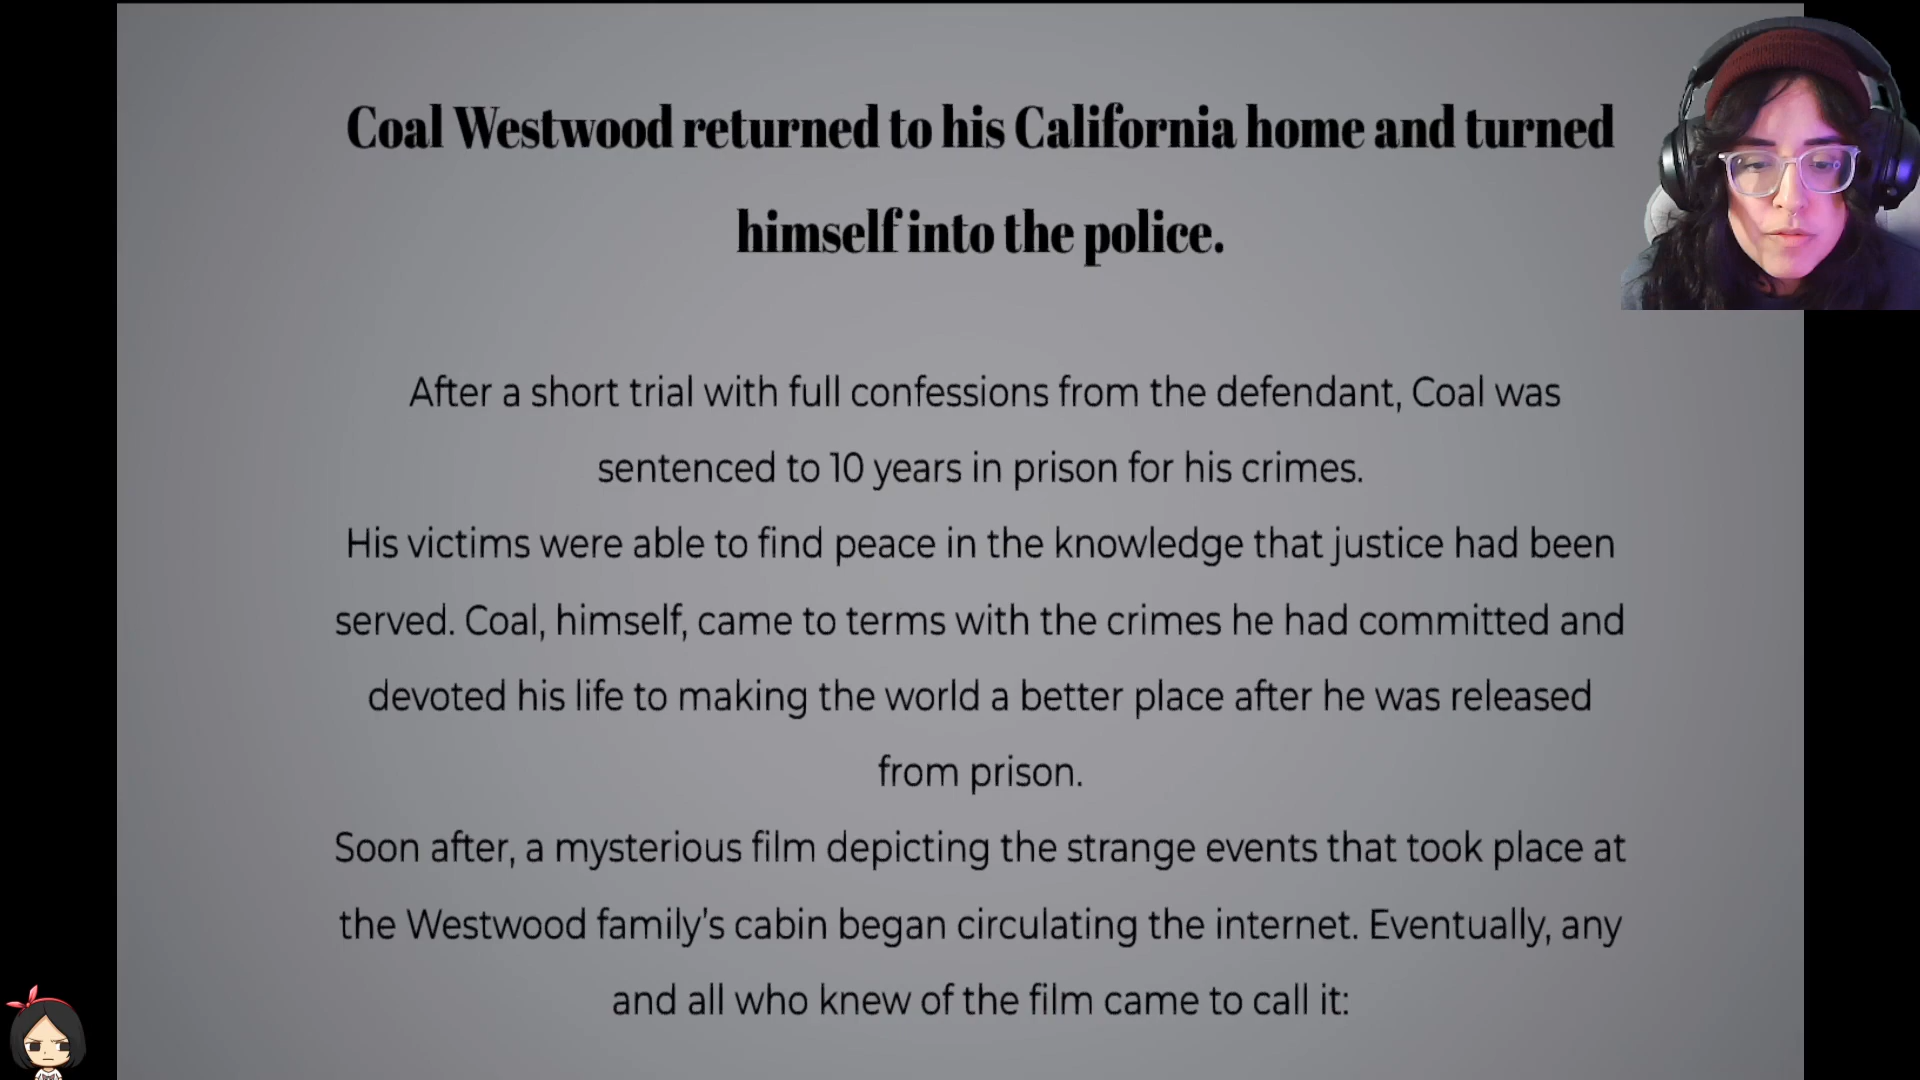 Coal Westwood returned to his California home and turned
himself into the police.
After a short trial with full confessions from the defendant, Coal was
sentenced to 10 years in prison for his crimes.
His victims were able to find peace in the knowledge that justice had been
served. Coal, himself, came to terms with the crimes he had committed and
devoted his life to making the world a better place after he was released
from prison.
Soon after, a mysterious film depicting the strange events that took place at
the Westwood family's cabin began circulating the internet. Eventually, any
and all who knew of the film came to call it: